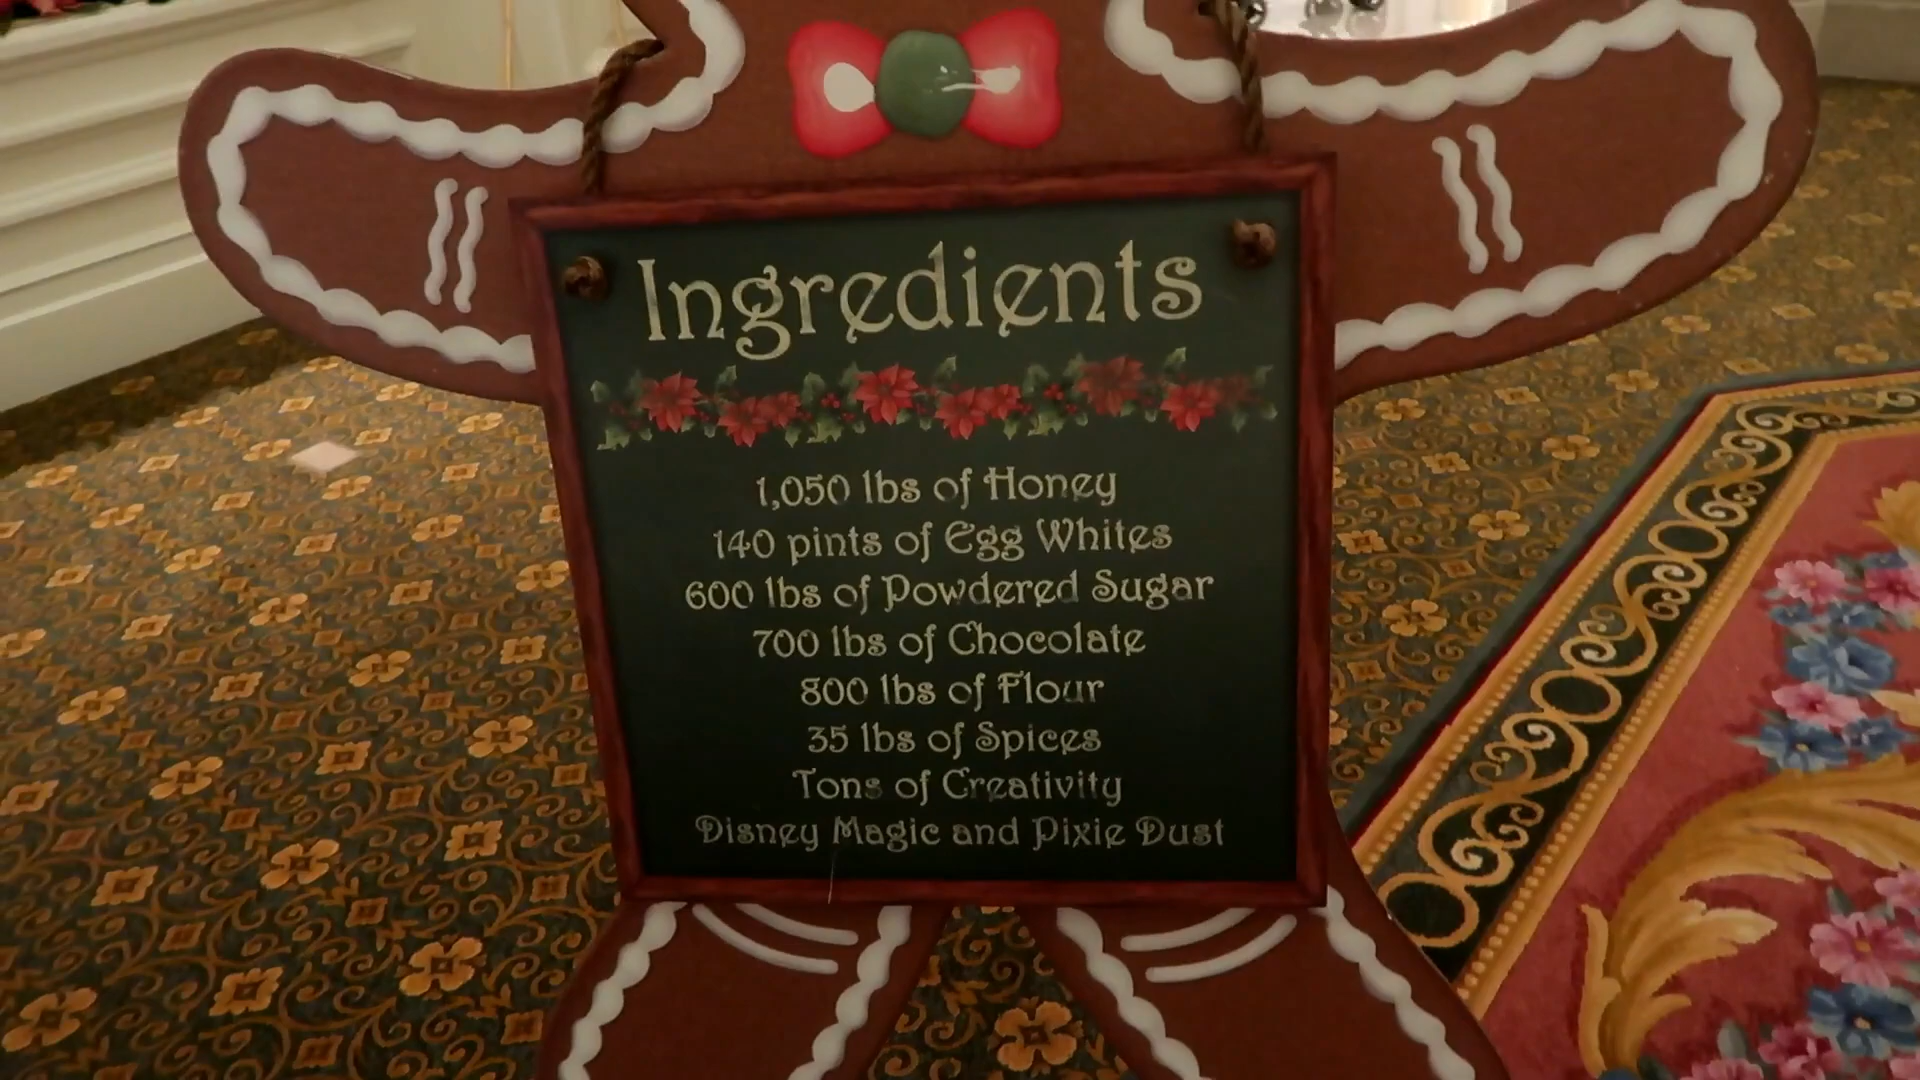 Ingredients
1,050 lbs of Honey
140 pints of Egg Whites
600 lbs of Powdered Sugar
700 lbs of Chocolate
800 lbs of Flour
35 lbs of Spices
Tons of Creativity
Disney Magic and Pixie Dust